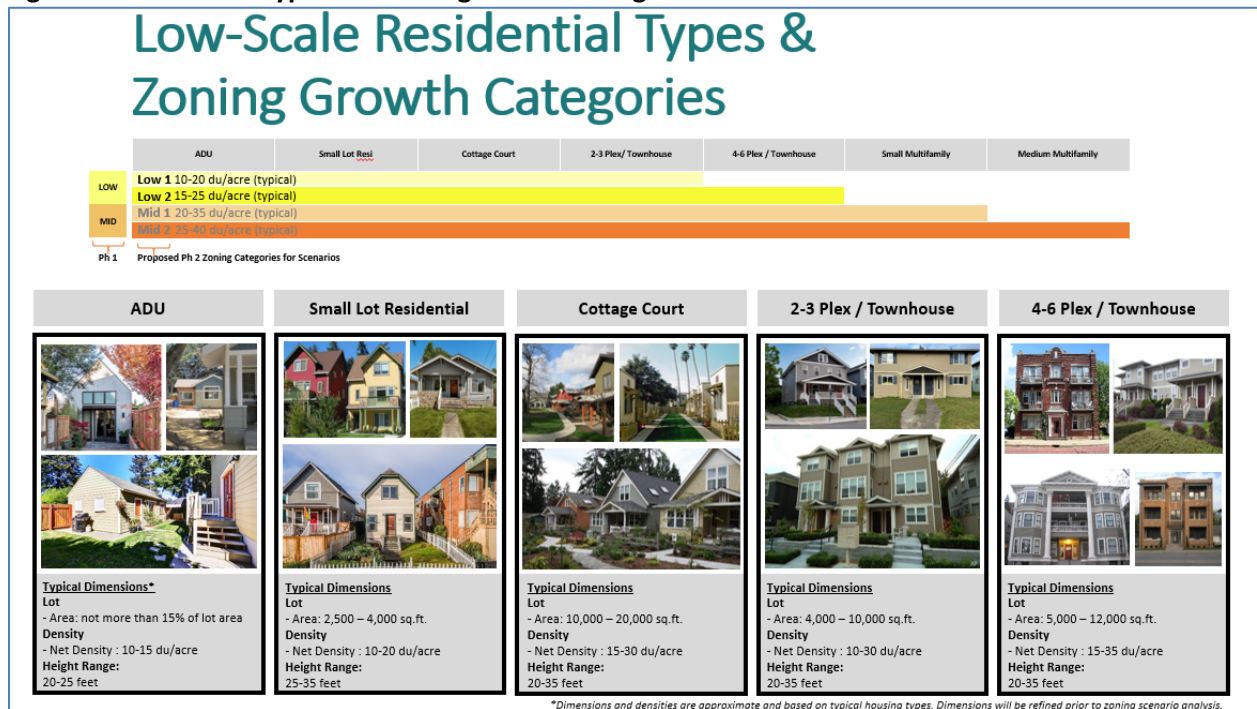 Low-Scale Residential Types &
Zoning Growth Categories
ADU
Small Lot Resi
Cottage Court
2-3 Plex/ Townhouse
4-6 Plex / Townhouse
Small Multifamily
Medium Multifamily
LOW
Low 1 10-20 du/acre (typical)
Low 2 15-25 du/acre (typical)
MID
Mid 1 20-35 du/acre (typical)
Mid 2 25-40 du/acre (typical)
Ph 1
Proposed Ph 2 Zoning Categories for Scenarios
ADU
Typical Dimensions*
Lot
- Area: not more than 15% of lot area
Density
- Net Density : 10-15 du/acre
Height Range:
20-25 feet
Small Lot Residential
Typical Dimensions
Lot
- Area: 2,500 – 4,000 sq.ft.
Density
- Net Density : 10-20 du/acre
Height Range:
25-35 feet
Cottage Court
Typical Dimensions
Lot
- Area: 10,000 – 20,000 sq.ft.
Density
- Net Density : 15-30 du/acre
Height Range:
20-35 feet
2-3 Plex / Townhouse
Typical Dimensions
Lot
- Area: 4,000 – 10,000 sq.ft.
Density
- Net Density : 10-30 du/acre
Height Range:
20-35 feet
4-6 Plex / Townhouse
Typical Dimensions
Lot
- Area: 5,000 – 12,000 sq.ft.
Density
- Net Density : 15-35 du/acre
Height Range:
20-35 feet
*Dimensions and densities are approximate and based on typical housing types. Dimensions will be refined prior to zoning scenario analysis.